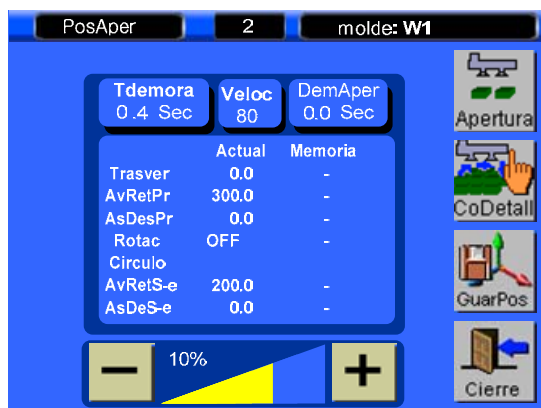 PosAper 2 molde: W1
Tdemora Veloc DemAper
0.4 Sec 80 0.0 Sec
Actual Memoria
Trasver 0.0 -
AvRetPr 300.0 -
AsDesPr 0.0 -
Rotac OFF -
Circulo
AvRetS-e 200.0 -
AsDeS-e 0.0 -
10%
Apertura
CoDetall
GuarPos
Cierre